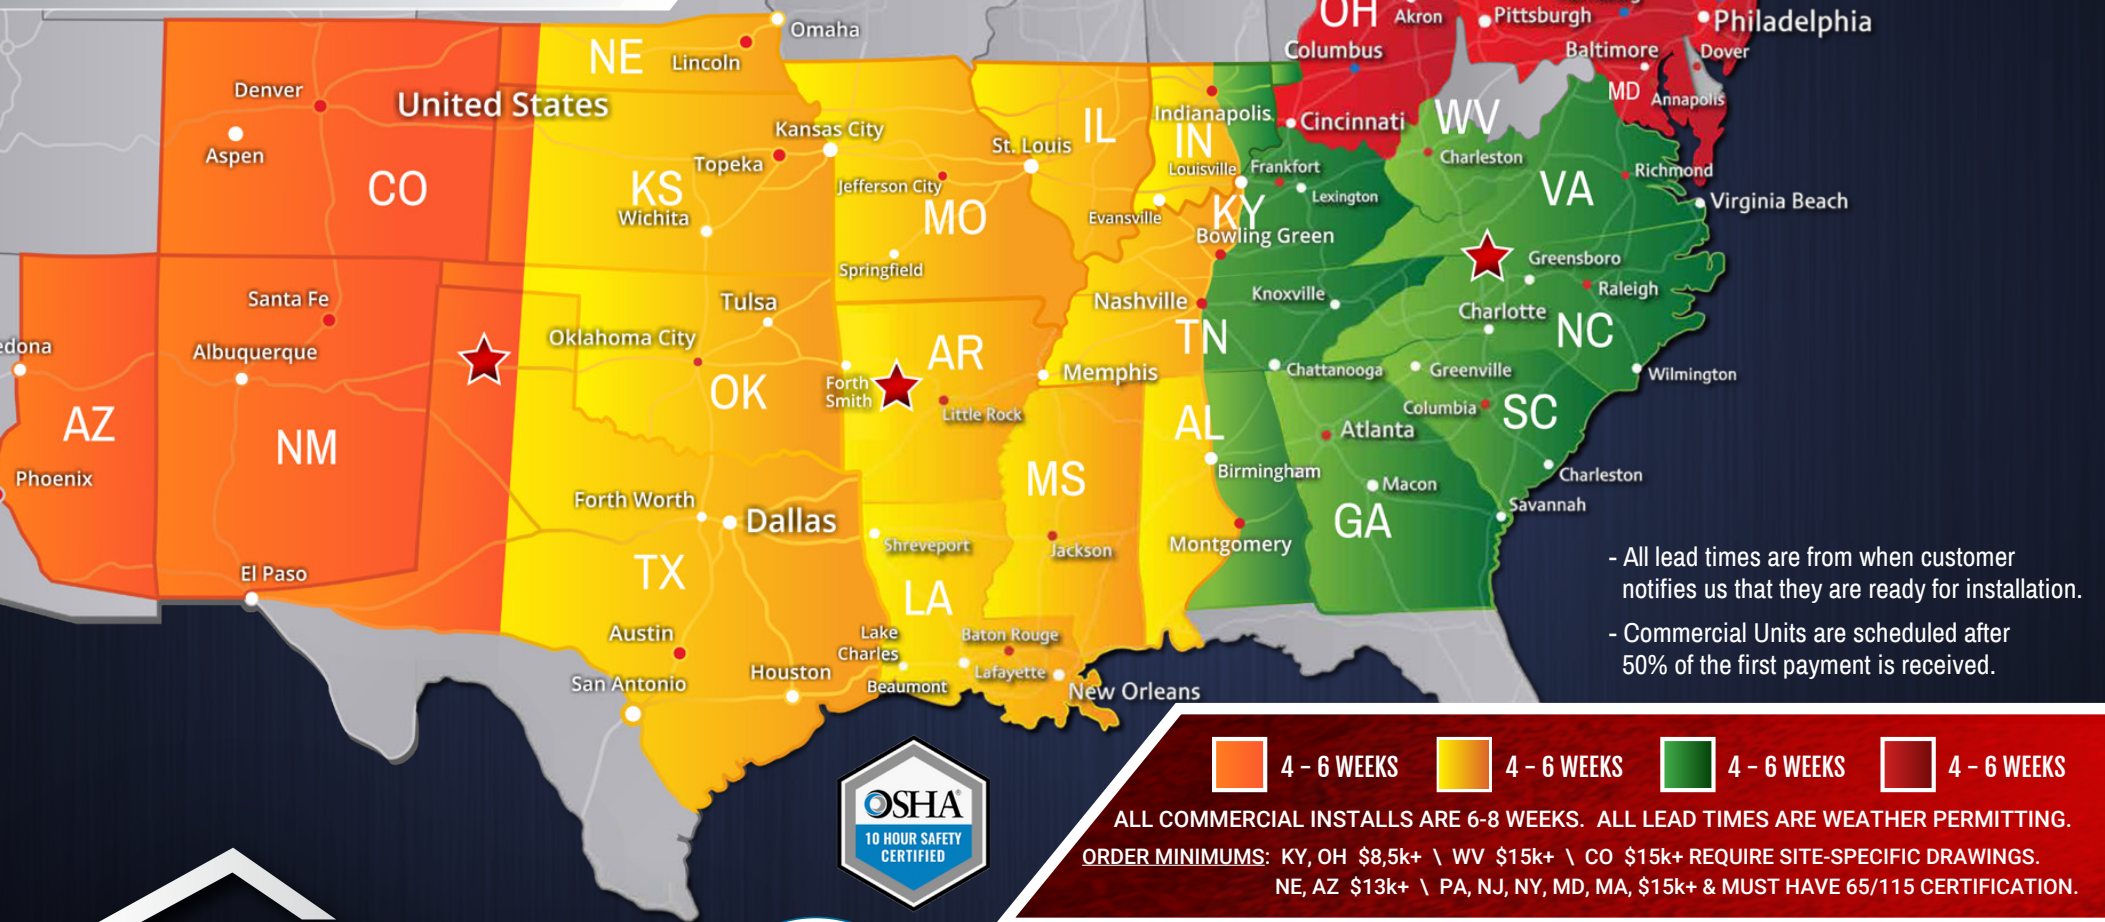 OH
Akron
Pittsburgh
Philadelphia
Omaha
NE
Lincoln
Columbus
Baltimore
Dover
Denver
United States
MD
Annapolis
Aspen
Kansas City
Topeka
St. Louis
IL
Indianapolis
IN
Cincinnati
WV
Charleston
CO
KS
Wichita
Jefferson City
MO
Louisville
Frankfort
Lexington
VA
Richmond
Virginia Beach
Evansville
KY
Bowling Green
Springfield
Greensboro
Santa Fe
Tulsa
Nashville
Knoxville
Raleigh
Charlotte
edona
Albuquerque
Oklahoma City
AR
TN
NC
Forth
Smith
Memphis
Chattanooga
Greenville
Wilmington
OK
Little Rock
Columbia
SC
AZ
NM
AL
Atlanta
Phoenix
MS
Birmingham
Macon
Charleston
Savannah
Forth Worth
Dallas
GA
Shreveport
Jackson
Montgomery
El Paso
TX
LA
- All lead times are from when customer
notifies us that they are ready for installation.
- Commercial Units are scheduled after
50% of the first payment is received.
Austin
Lake
Charles
Baton Rouge
San Antonio
Houston
Beaumont
Lafayette
New Orleans
OSHA®
10 HOUR SAFETY
CERTIFIED
4 – 6 WEEKS 4 – 6 WEEKS 4 – 6 WEEKS 4 – 6 WEEKS
ALL COMMERCIAL INSTALLS ARE 6-8 WEEKS. ALL LEAD TIMES ARE WEATHER PERMITTING.
ORDER MINIMUMS: KY, OH $8,5k+ \ WV $15k+ \ CO $15k+ REQUIRE SITE-SPECIFIC DRAWINGS.
NE, AZ $13k+ \ PA, NJ, NY, MD, MA, $15k+ & MUST HAVE 65/115 CERTIFICATION.